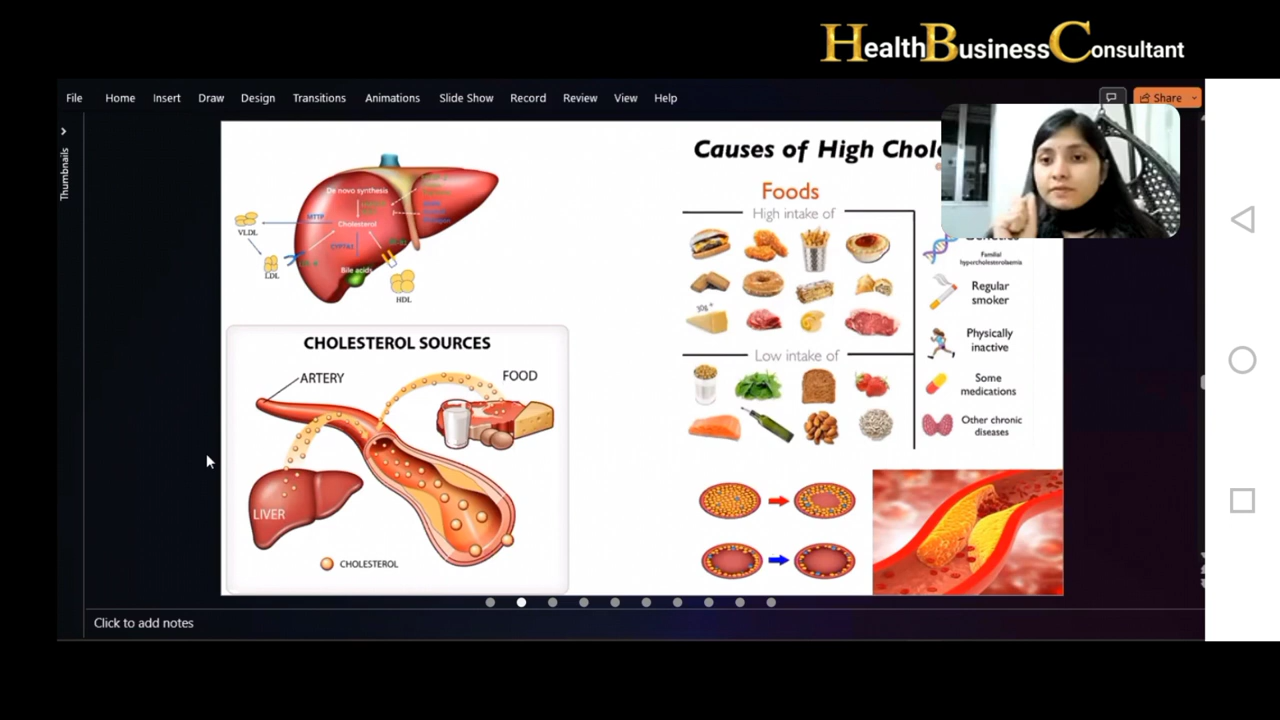 HealthBusinessConsultant
File Home Insert Draw Design Transitions Animations Slide Show Record Review View Help
Share
Thumbnails
De novo synthesis
MTTP
Cholesterol
VLDL
CYP7A1
LDL
Bile acids
HDL
CHOLESTEROL SOURCES
ARTERY
FOOD
LIVER
CHOLESTEROL
Causes of High
Foods
High intake of
Low intake of
Familial
hypercholesterolaemia
Regular
smoker
Physically
inactive
Some
medications
Other chronic
diseases
Click to add notes